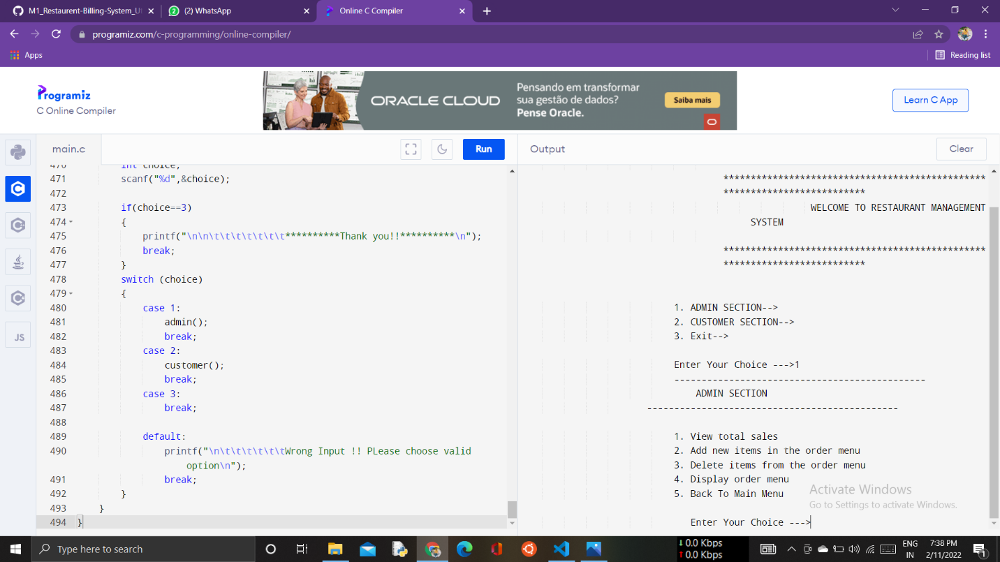 M1_Restaurent-Billing-System_Ut
(2) WhatsApp
Online C Compiler
programiz.com/c-programming/online-compiler/
Apps
Reading list
Programiz
C Online Compiler
ORACLE CLOUD
Pensando em transformar
sua gestão de dados?
Pense Oracle.
Saiba mais
Learn C App
main.c
Run
Output
Clear
470 int choice;
471 scanf("%d",&choice);
472
473 if(choice==3)
474 {
475 printf("\n\n\t\t\t\t\t\t\t**********Thank you!!**********\n");
476 break;
477 }
478 switch (choice)
479 {
480 case 1:
481 admin();
482 break;
483 case 2:
484 customer();
485 break;
486 case 3:
487 break;
488
489 default:
490 printf("\n\t\t\t\t\t\tWrong Input !! PLease choose valid
option\n");
491 break;
492 }
493 }
494 }
************************************************
**************************
WELCOME TO RESTAURANT MANAGEMENT
SYSTEM
************************************************
**************************
1. ADMIN SECTION-->
2. CUSTOMER SECTION-->
3. Exit-->
Enter Your Choice --->1
----------------------------------------------
ADMIN SECTION
----------------------------------------------
1. View total sales
2. Add new items in the order menu
3. Delete items from the order menu
4. Display order menu
5. Back To Main Menu
Enter Your Choice --->
Activate Windows
Go to Settings to activate Windows.
JS
Type here to search
0.0 Kbps
0.0 Kbps
ENG
IN
7:38 PM
2/11/2022
1